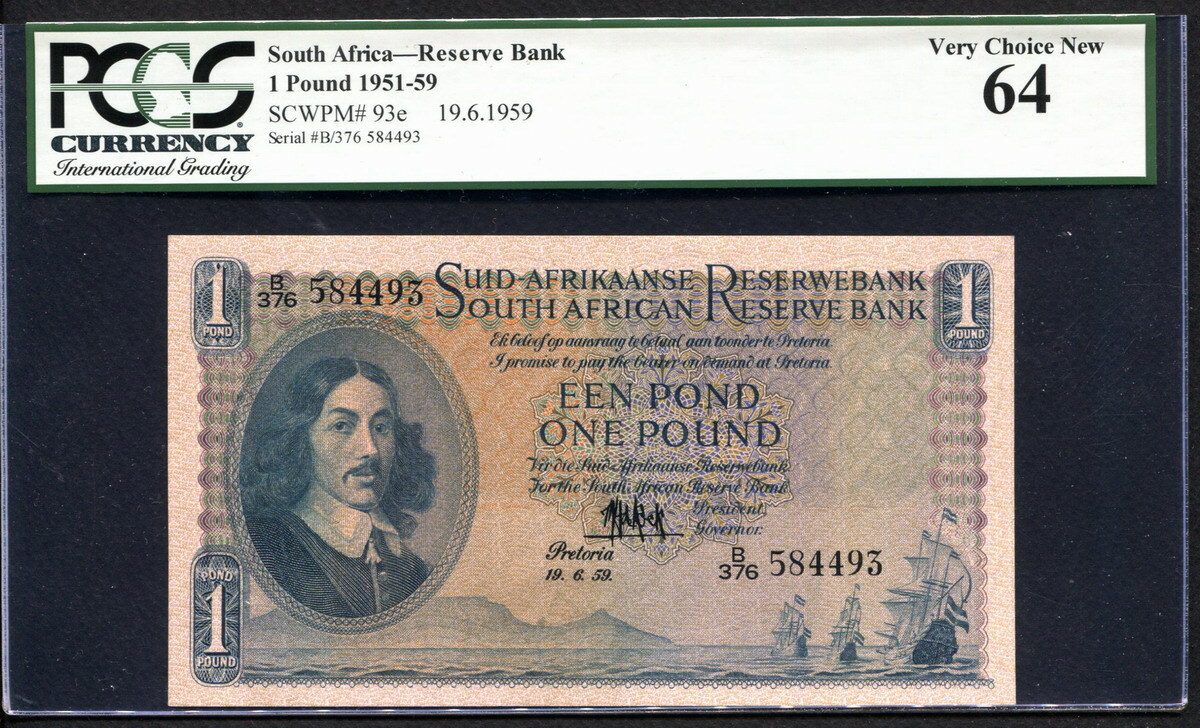 PCGS
CURRENCY
International Grading
South Africa—Reserve Bank
1 Pound 1951-59
SCWPM# 93e 19.6.1959
Serial #B/376 584493
Very Choice New
64
1
POND
B/376 584493
SUID-AFRIKAANSE RESERWEBANK
SOUTH AFRICAN RESERVE BANK
1
POUND
Ek beloof op aanvraag te betaal aan toonder te Pretoria
I promise to pay the bearer on demand at Pretoria.
EEN POND
ONE POUND
Vir die Suid-Afrikaanse Reserwebank
For the South African Reserve Bank
President.
Governor.
Pretoria
19. 6. 59.
B/376 584493
POND
1
POUND